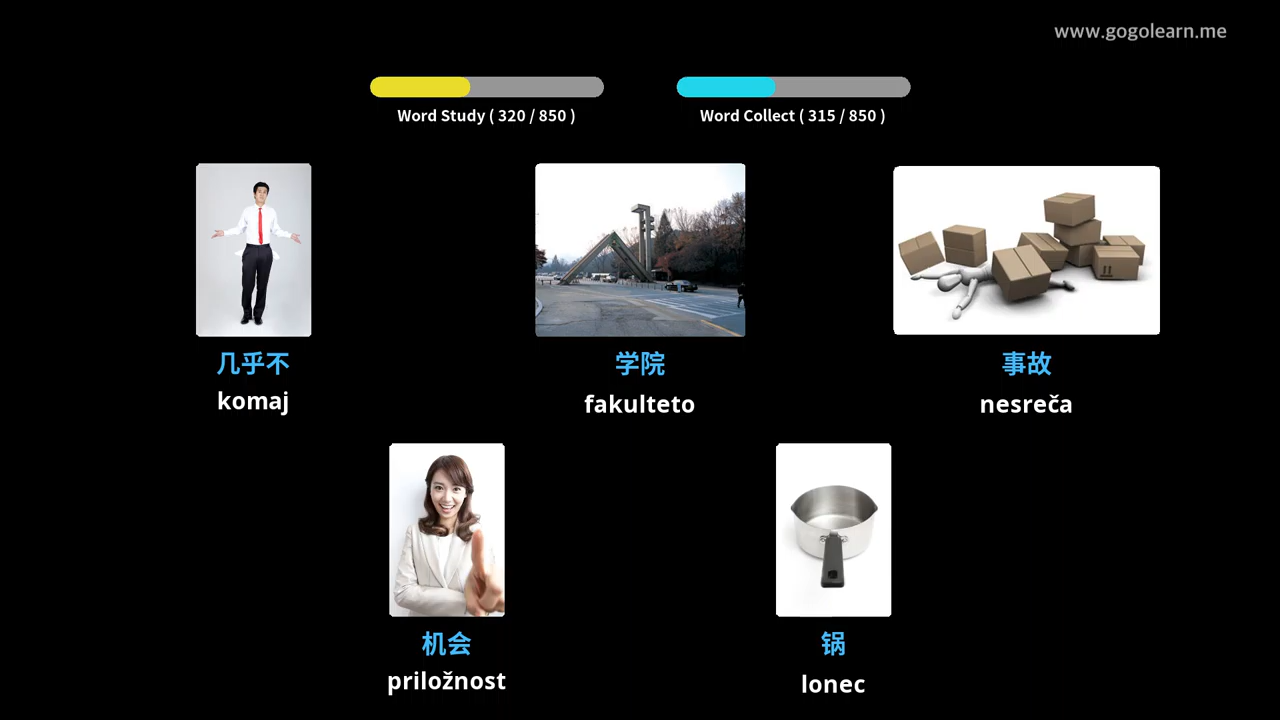 www.gogolearn.me
Word Study ( 320 / 850 )
Word Collect ( 315 / 850 )
几乎不
komaj
学院
fakulteto
事故
nesreča
机会
priložnost
锅
lonec